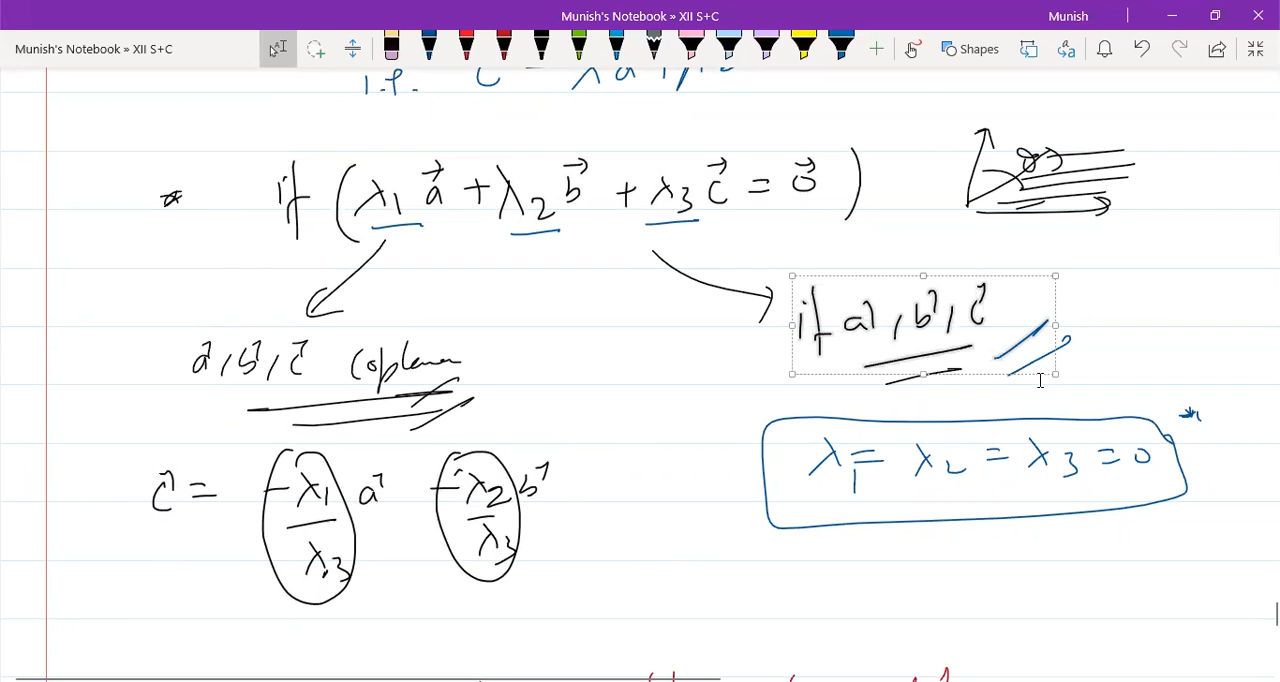 Munish's Notebook » XII S+C
Munish
Munish's Notebook » XII S+C
Shapes
* if (λ₁ a⃗ + λ₂ b⃗ + λ₃ c⃗ = 0⃗)
if a⃗, b⃗, c⃗
a⃗, b⃗, c⃗ coplanar
λ₁ = λ₂ = λ₃ = 0 *
c⃗ = -λ₁/λ₃ a⃗ -λ₂/λ₃ b⃗